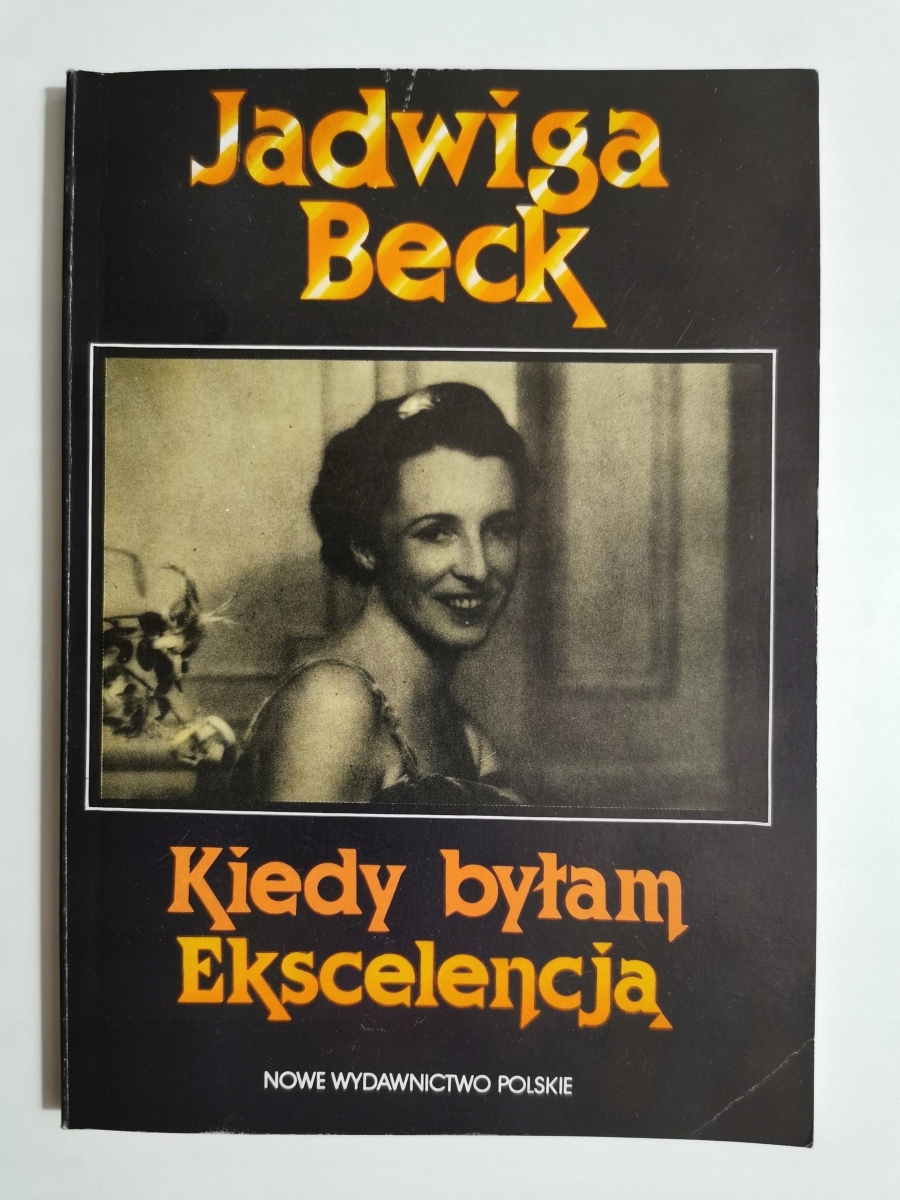 Jadwiga
Beck
Kiedy byłam
Ekscelencją
NOWE WYDAWNICTWO POLSKIE